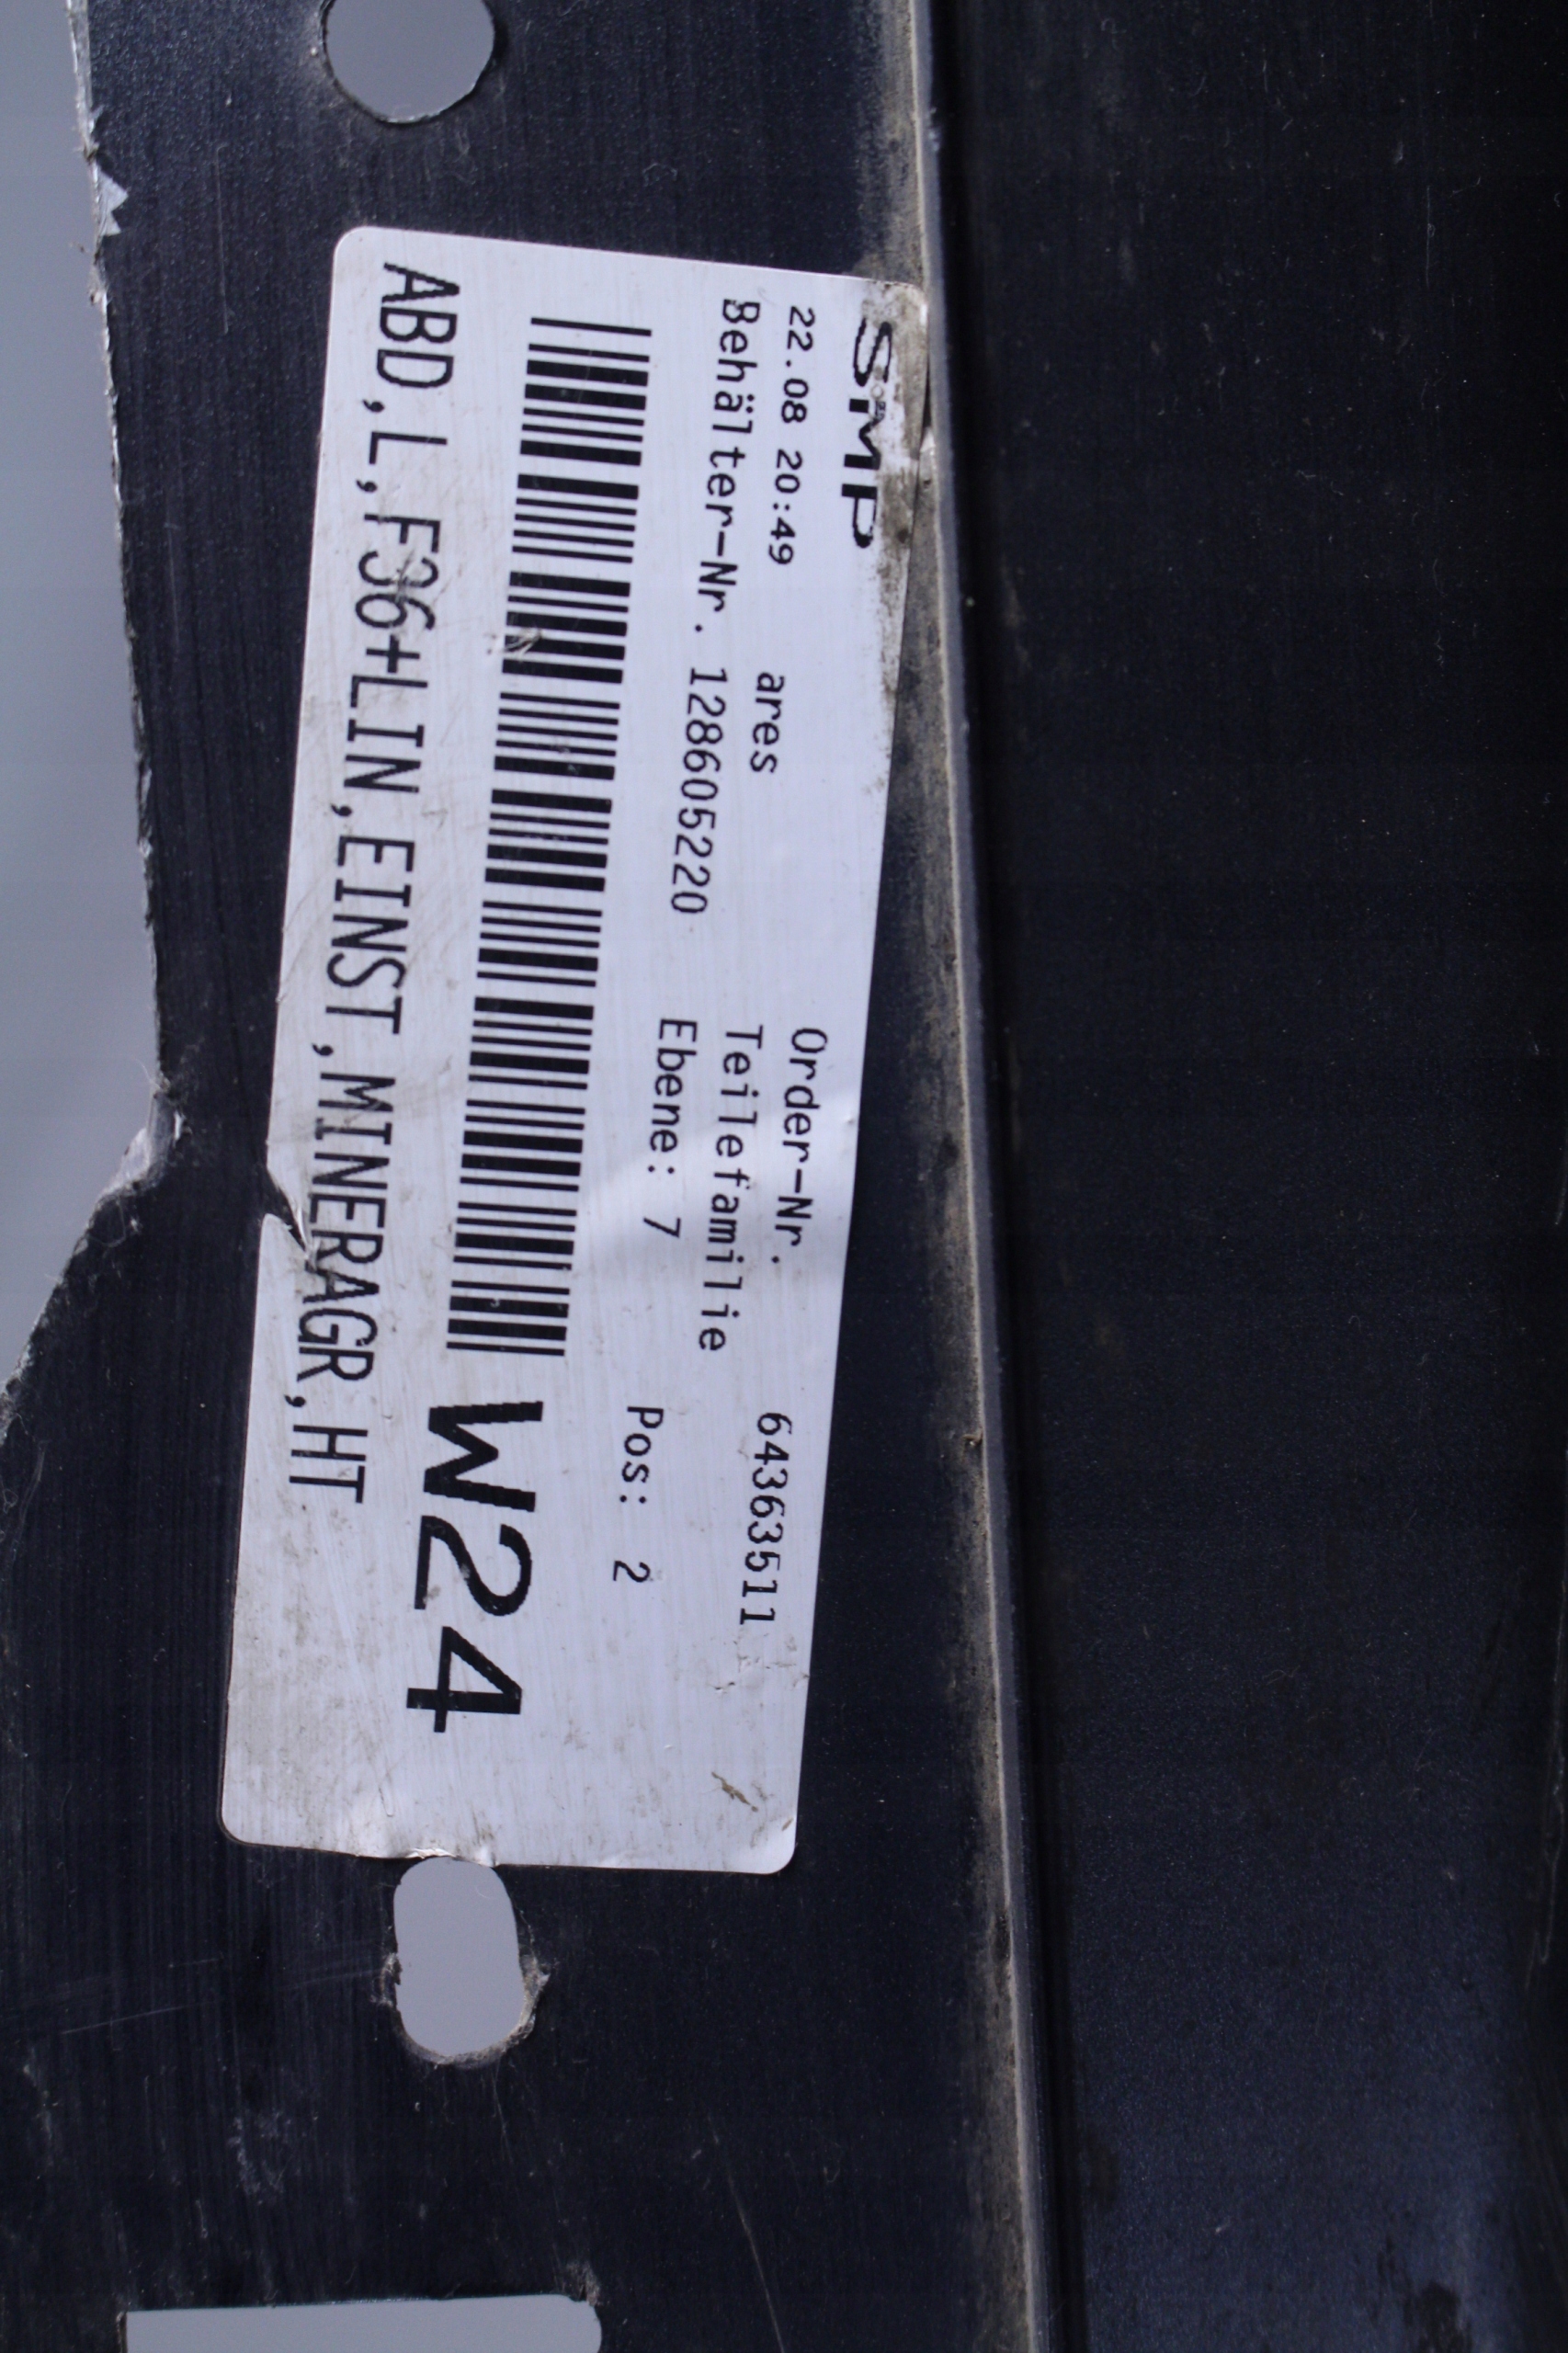 SMP
22.08 20:49 ares Order-Nr. 64363511
Behälter-Nr. 128605220 Teilefamilie
Ebene: 7 Pos: 2
W24
ABD,L,F36+LIN,EINST,MINERAGR,HT